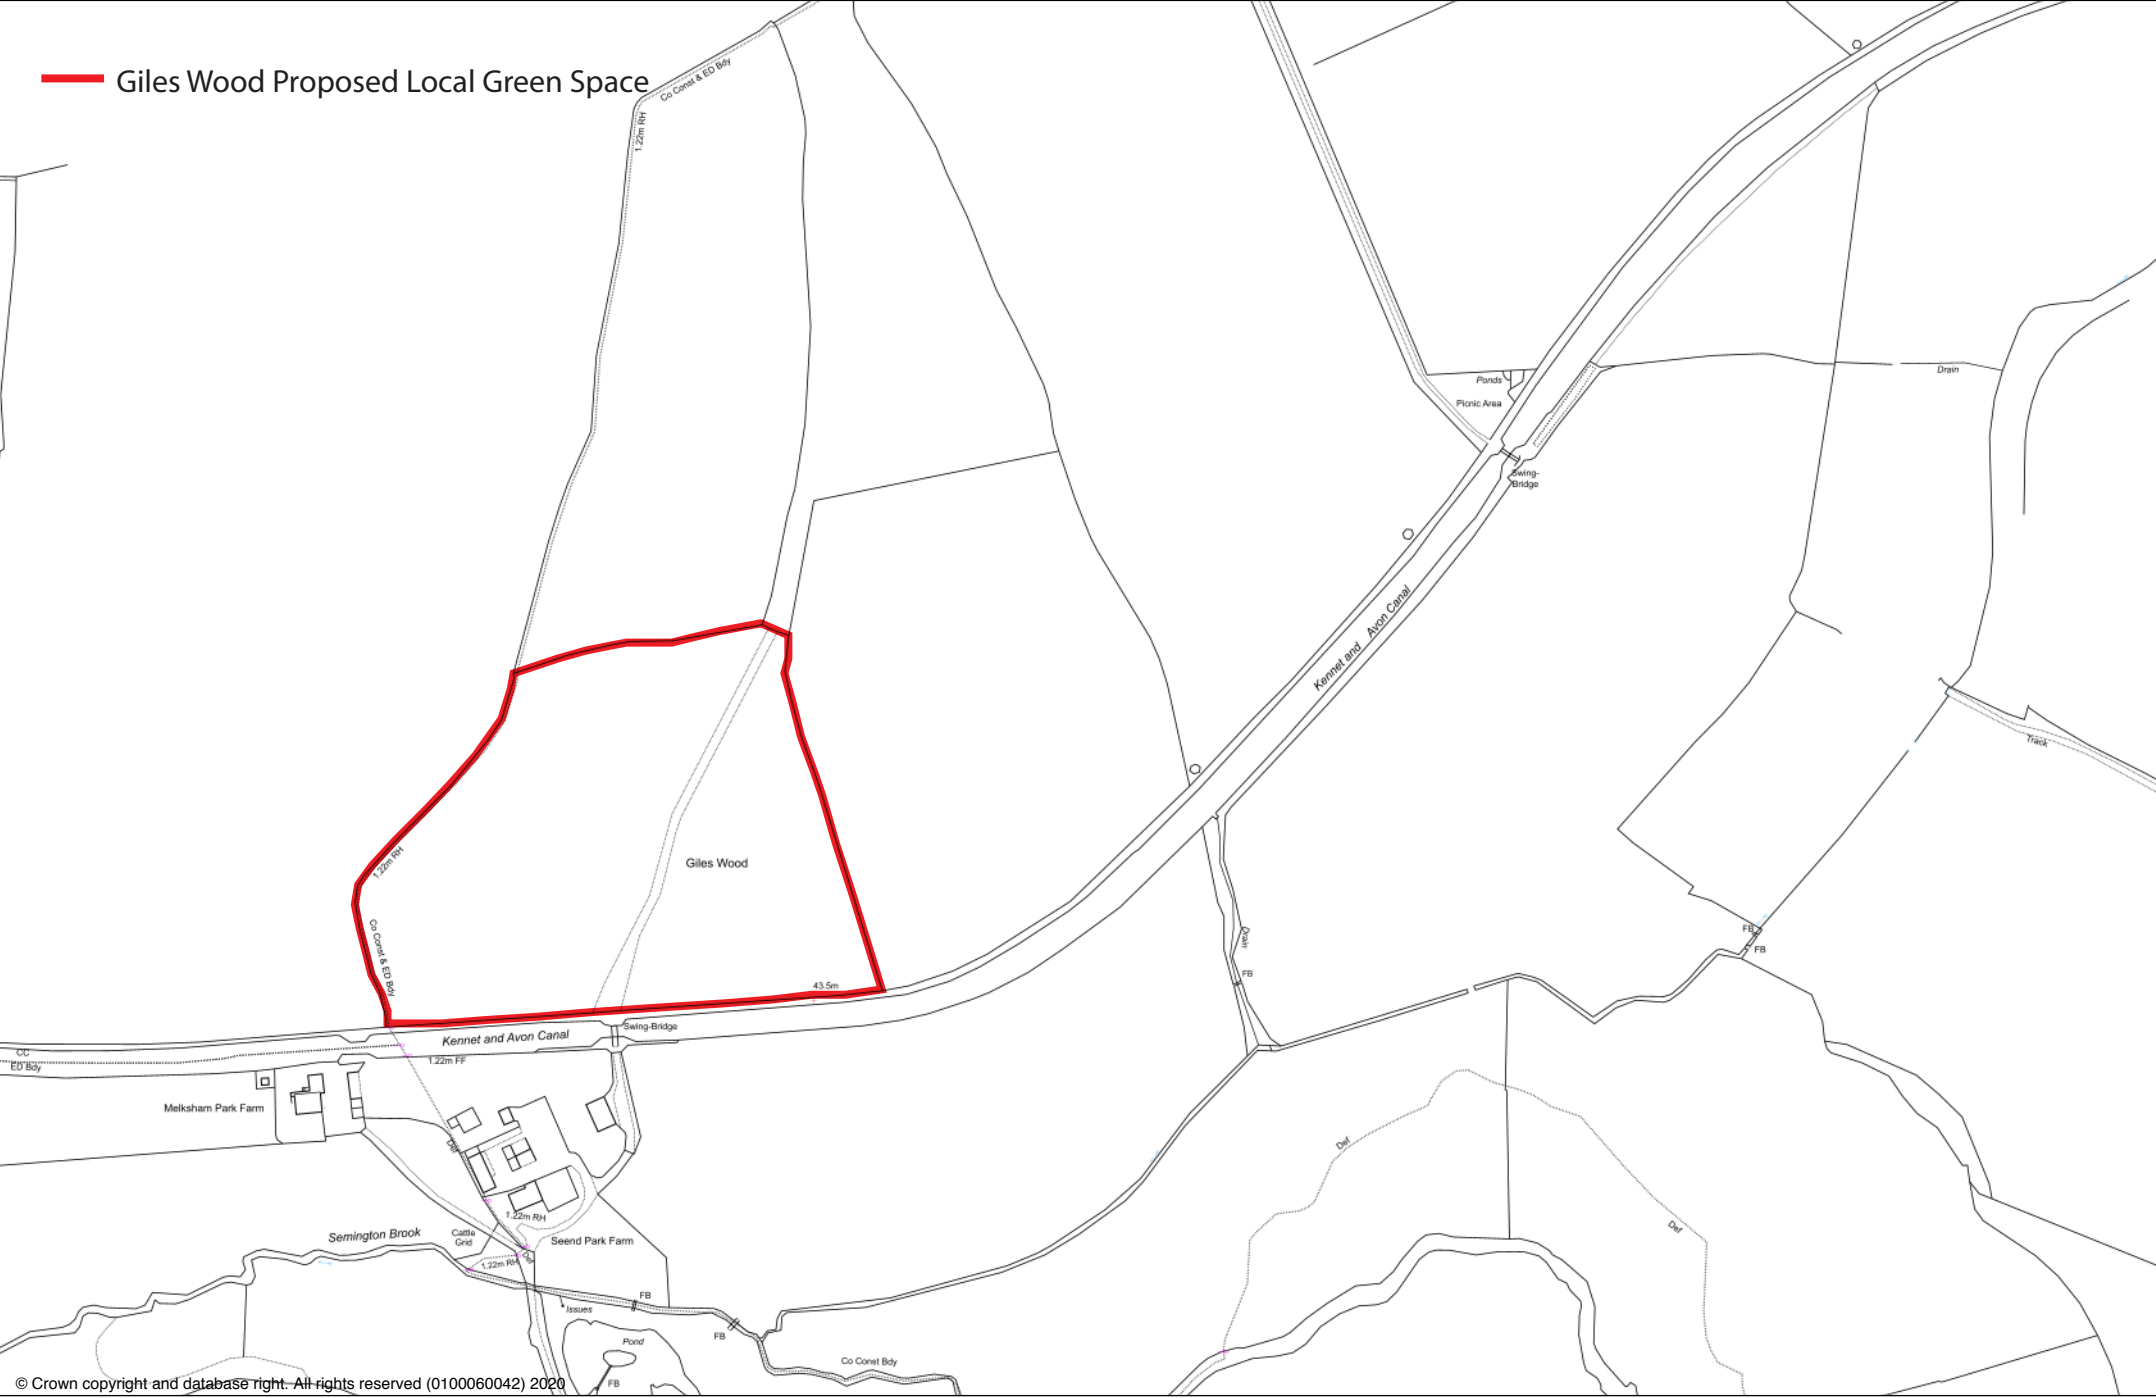 Giles Wood Proposed Local Green Space
Co Const & ED Bdy
1.22m RH
Ponds
Picnic Area
Drain
Swing-
Bridge
Kennet and Avon Canal
Track
1.22m RH
Giles Wood
Co Const & ED Bdy
FB
FB
Drain
FB
43.5m
Swing-Bridge
Kennet and Avon Canal
CC
ED Bdy
1.22m FF
Melksham Park Farm
Def
Def
Def
1.22m RH
Semington Brook
Cattle
Grid
Seend Park Farm
1.22m RH
Def
FB
Issues
FB
Pond
Co Const Bdy
FB
© Crown copyright and database right. All rights reserved (0100060042) 2020